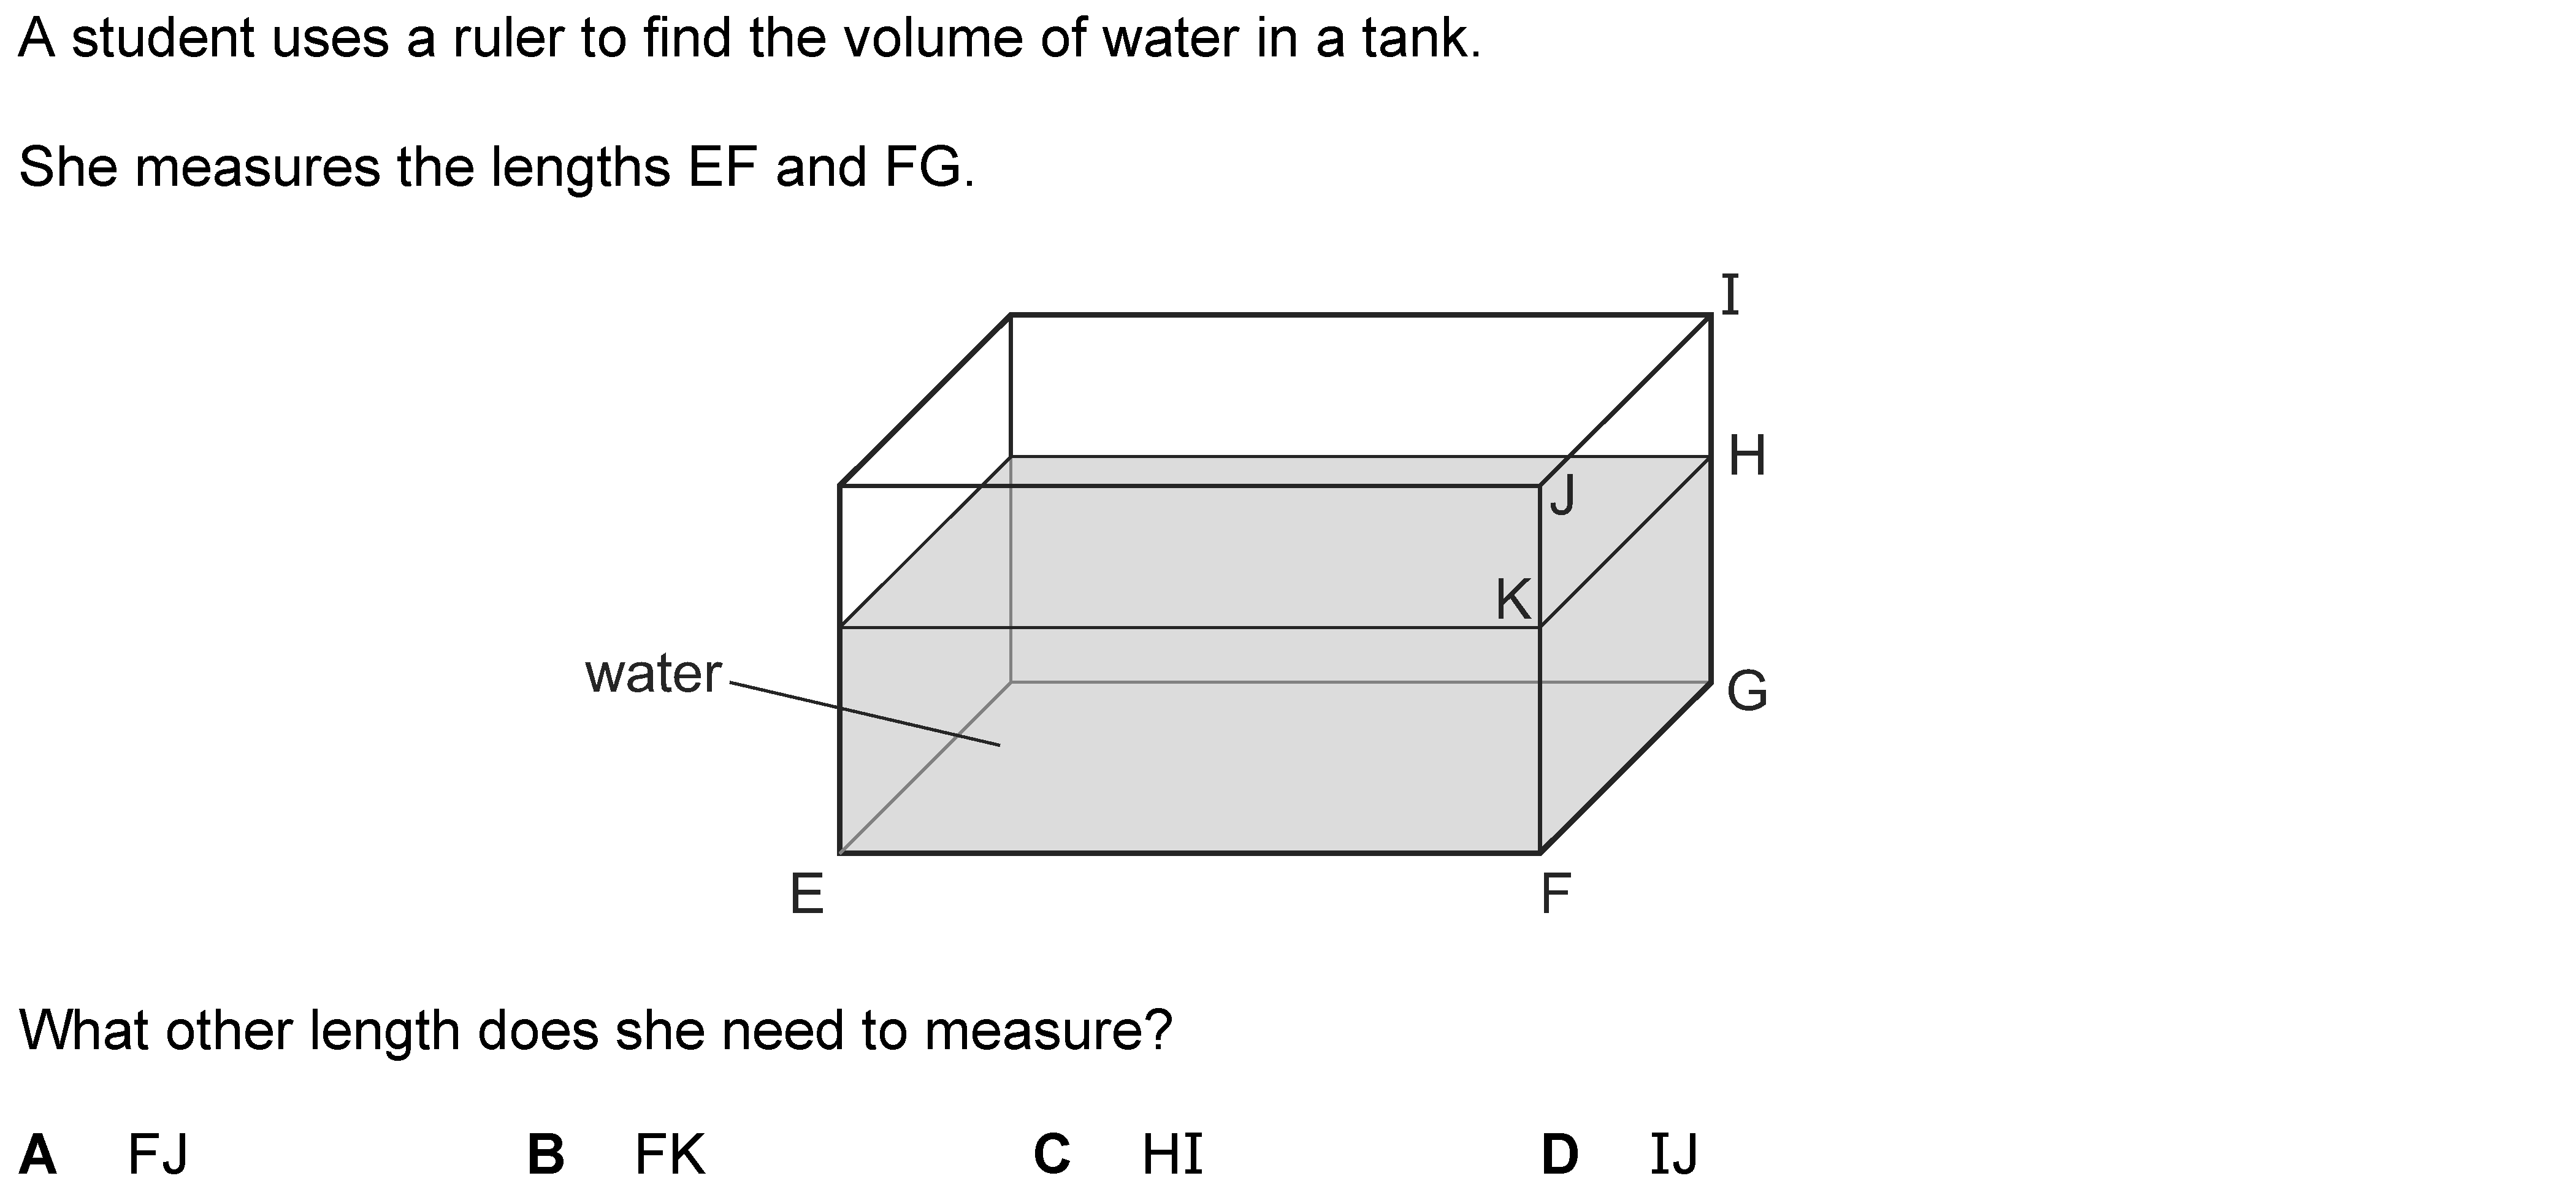 A student uses a ruler to find the volume of water in a tank.
She measures the lengths EF and FG.
I
H
J
K
water
G
E F
What other length does she need to measure?
A FJ B FK C HI D IJ